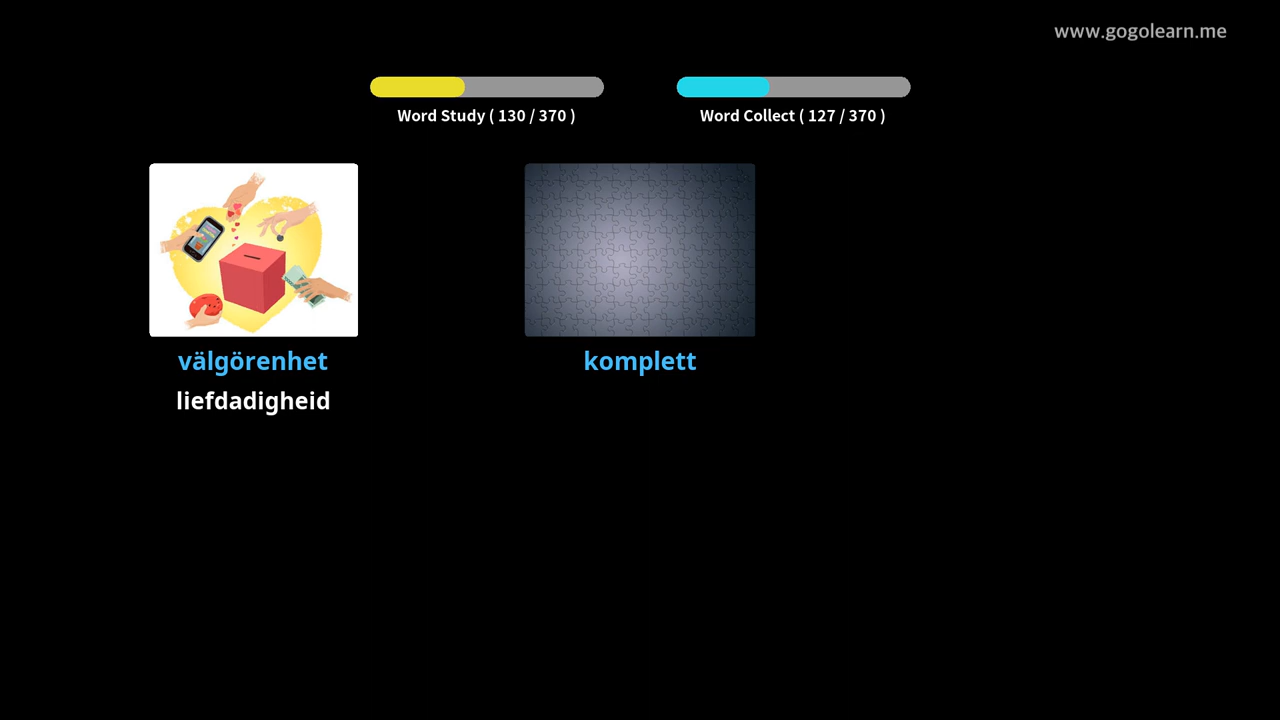 www.gogolearn.me
Word Study ( 130 / 370 )
Word Collect ( 127 / 370 )
välgörenhet
komplett
liefdadigheid